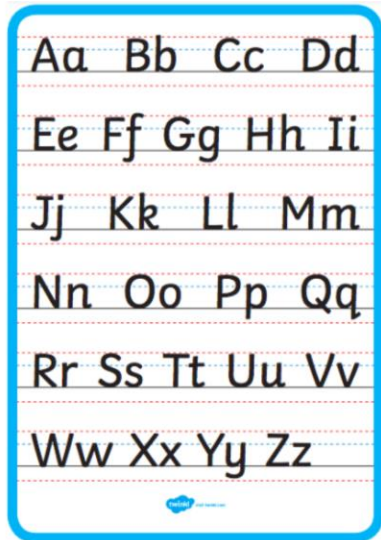 Aa Bb Cc Dd
Ee Ff Gg Hh Ii
Jj Kk Ll Mm
Nn Oo Pp Qq
Rr Ss Tt Uu Vv
Ww Xx Yy Zz
twinkl